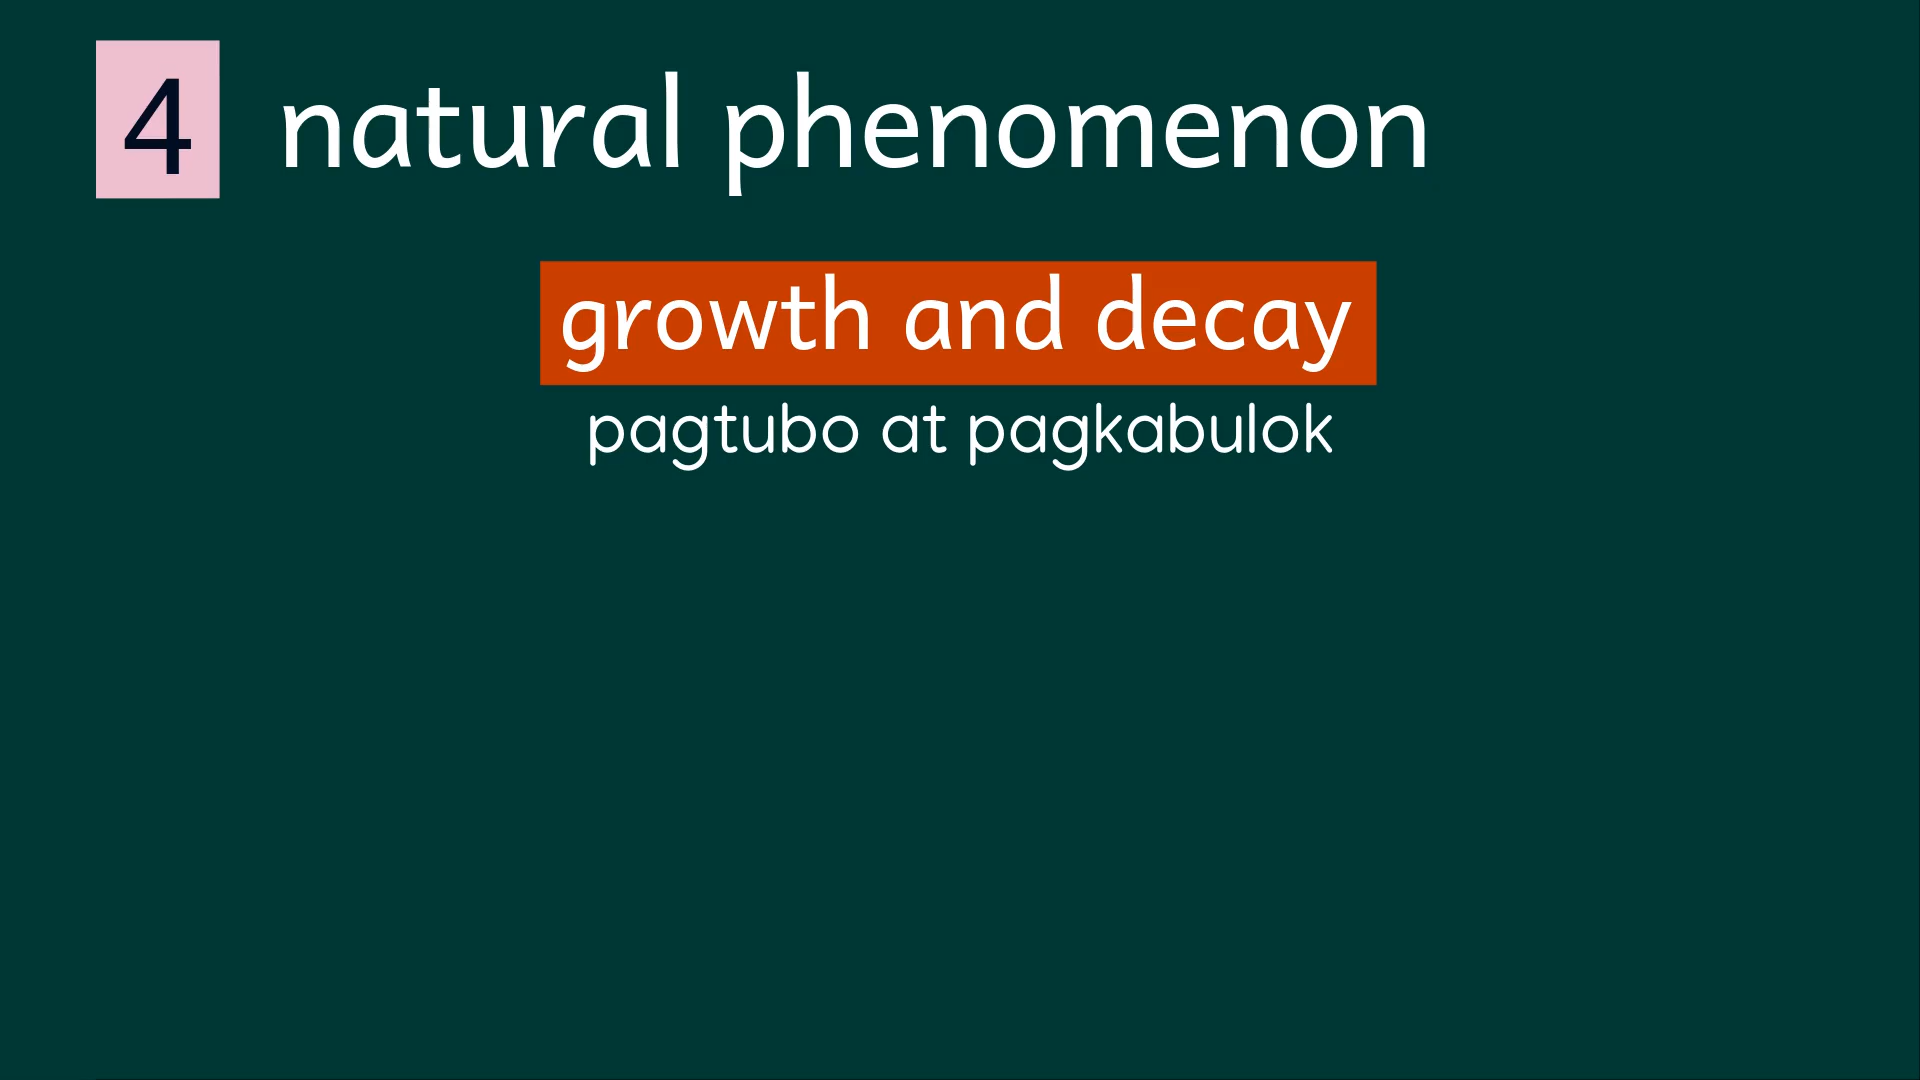 4 natural phenomenon
growth and decay
pagtubo at pagkabulok